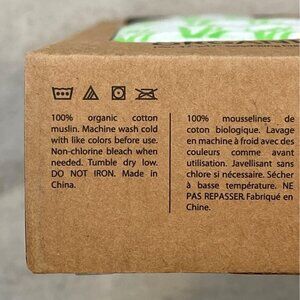 100% organic cotton
muslin. Machine wash cold
with like colors before use.
Non-chlorine bleach when
needed. Tumble dry low.
DO NOT IRON. Made in
China.
100% mousselines de
coton biologique. Lavage
en machine à froid avec des
couleurs comme avant
utilisation. Javellisant sans
chlore si nécessaire. Sécher
à basse température. NE
PAS REPASSER. Fabriqué en
Chine.